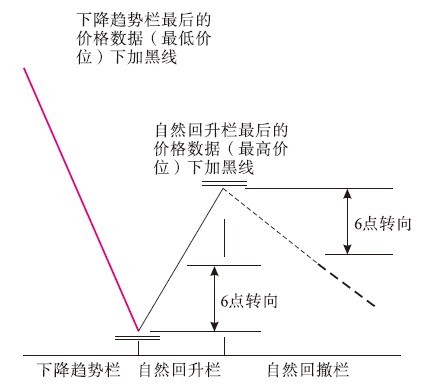 下降趋势栏最后的
价格数据（最低价
位）下加黑线
自然回升栏最后的
价格数据（最高价
位）下加黑线
6点转向
6点转向
下降趋势栏 自然回升栏 自然回撤栏